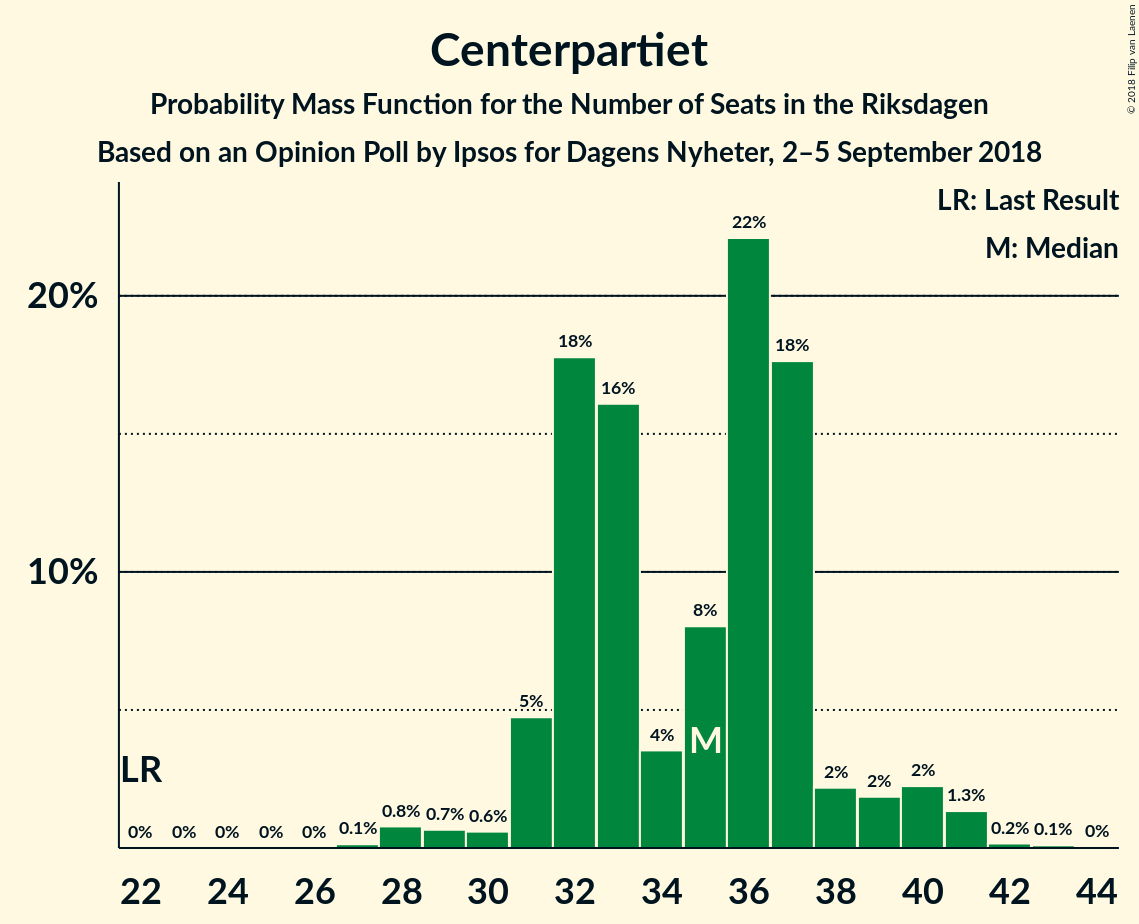 Centerpartiet
Probability Mass Function for the Number of Seats in the Riksdagen
Based on an Opinion Poll by Ipsos for Dagens Nyheter, 2–5 September 2018
© 2018 Filip van Laenen
LR: Last Result
M: Median
20%
10%
0% 0% 0% 0% 0% 0.1% 0.8% 0.7% 0.6% 5% 18% 16% 4% 8% 22% 18% 2% 2% 2% 1.3% 0.2% 0.1% 0%
LR
M
22 24 26 28 30 32 34 36 38 40 42 44